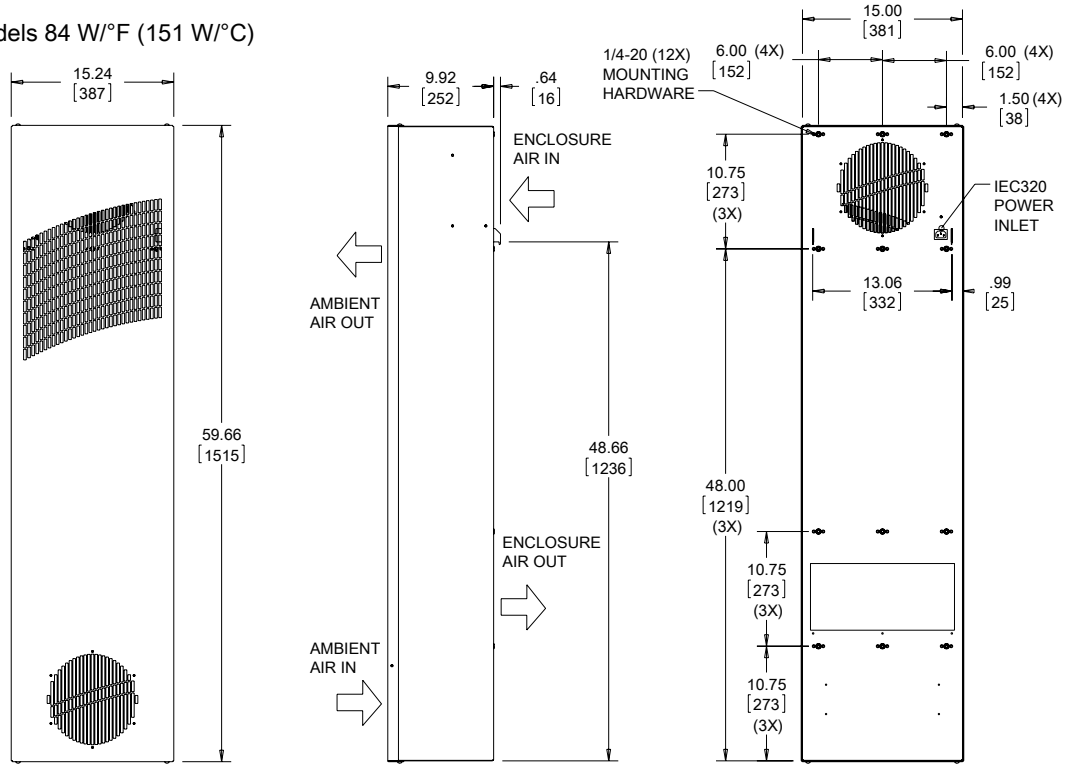 dels 84 W/°F (151 W/°C)
15.24
[387]
59.66
[1515]
9.92
[252]
.64
[16]
ENCLOSURE
AIR IN
AMBIENT
AIR OUT
48.66
[1236]
ENCLOSURE
AIR OUT
AMBIENT
AIR IN
15.00
[381]
1/4-20 (12X)
MOUNTING
HARDWARE
6.00 (4X)
[152]
6.00 (4X)
[152]
1.50 (4X)
[38]
10.75
[273]
(3X)
IEC320
POWER
INLET
13.06
[332]
.99
[25]
48.00
[1219]
(3X)
10.75
[273]
(3X)
10.75
[273]
(3X)